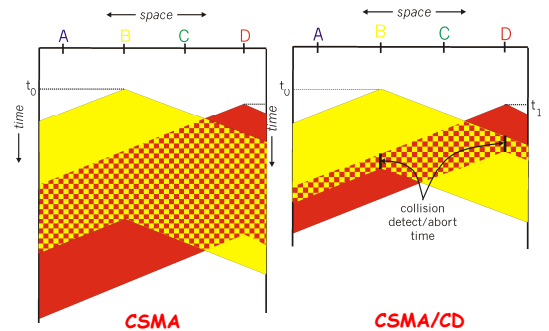 space
A B C D
t0
time
CSMA
space
A B C D
t0
t1
time
collision
detect/abort
time
CSMA/CD